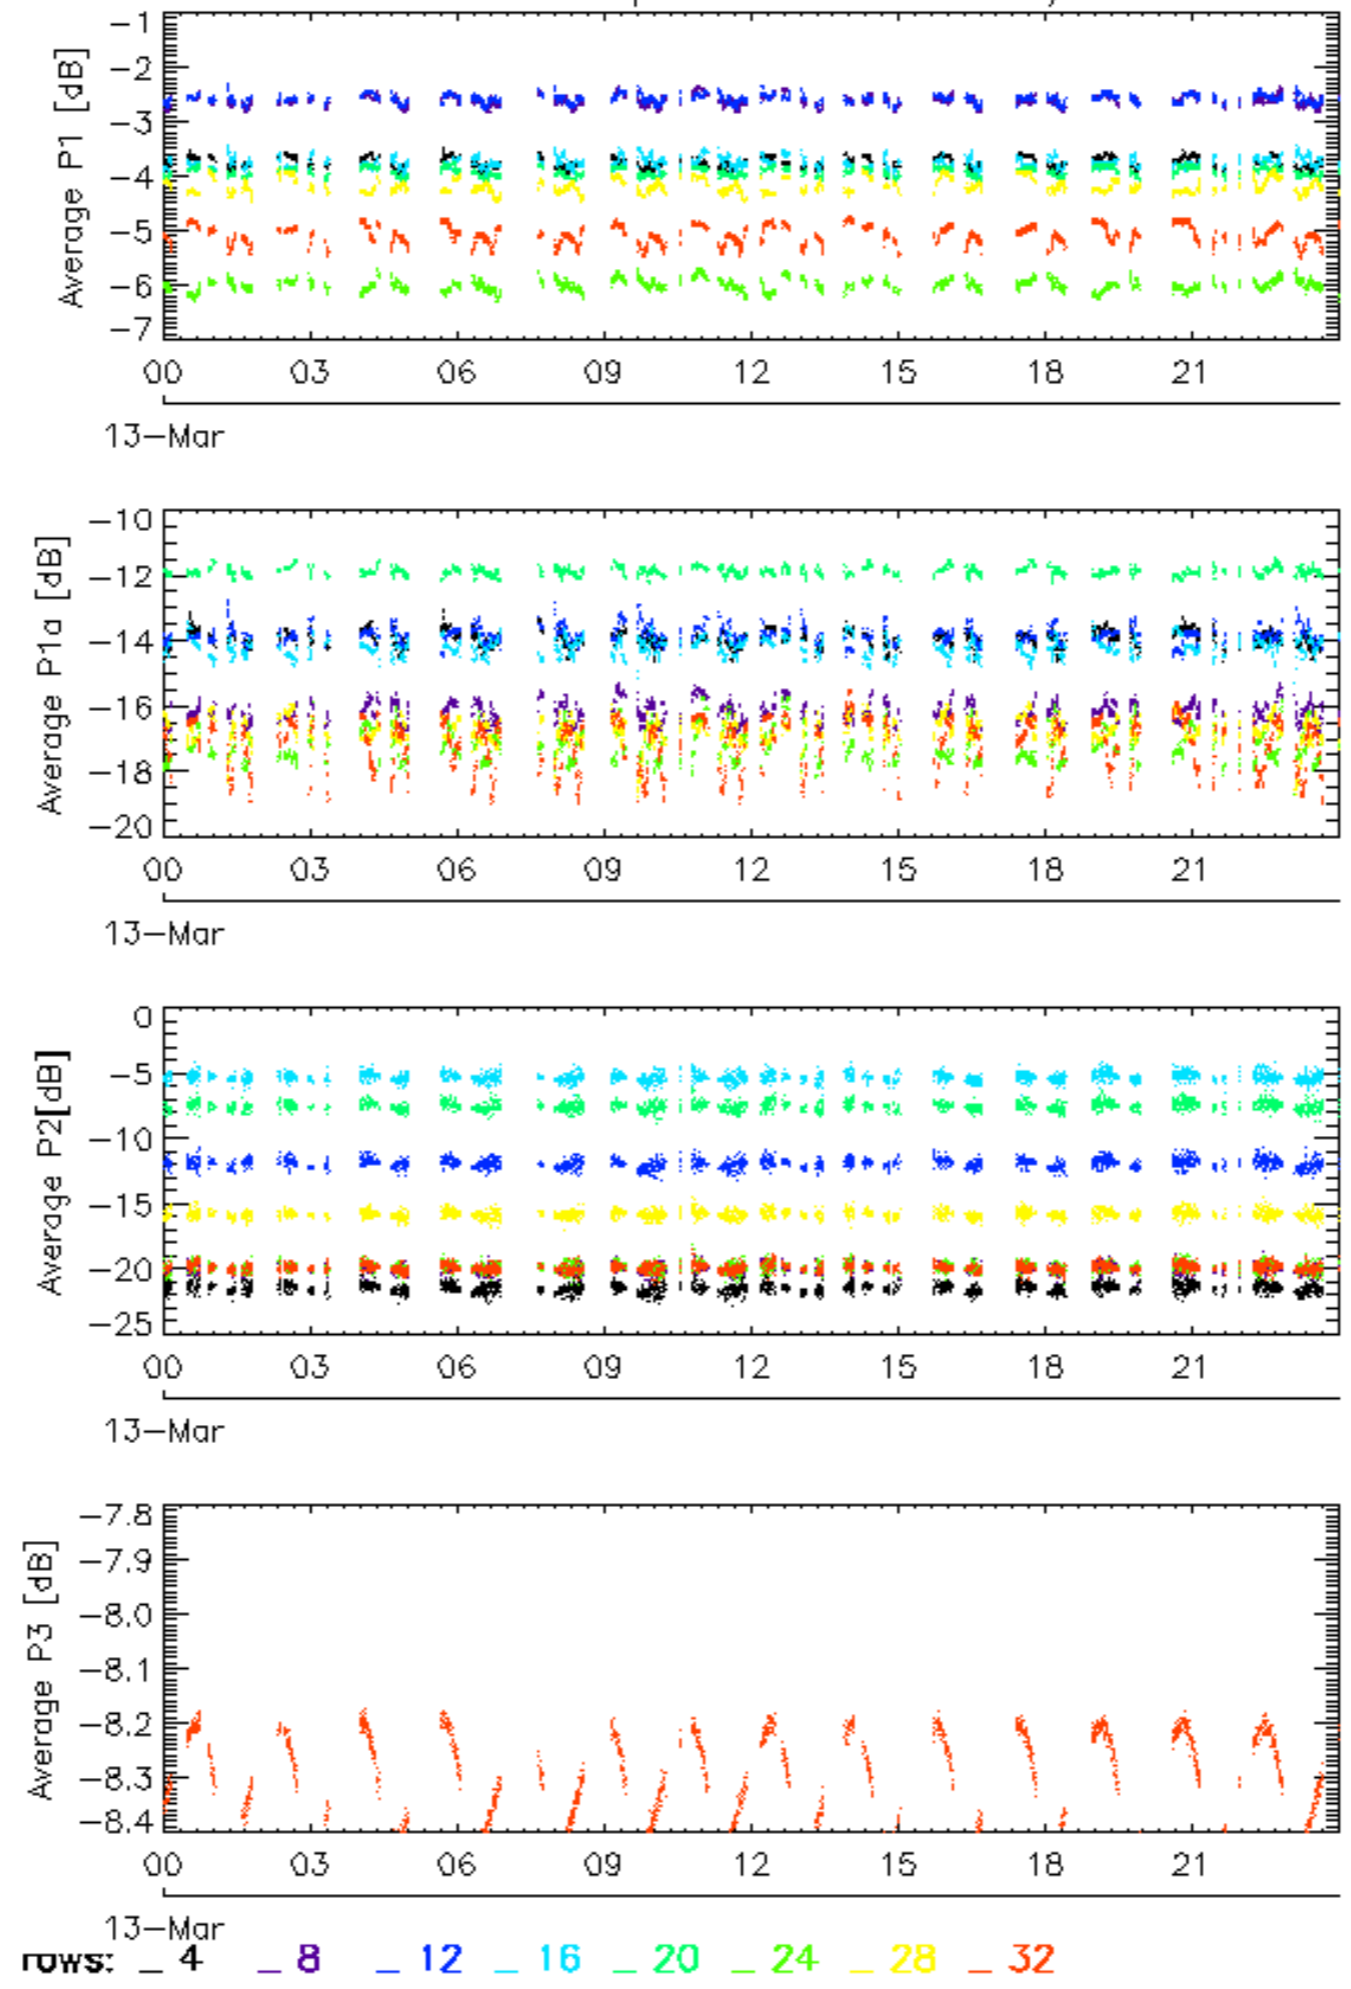 Average P1 [dB]
−1
−2
−3
−4
−5
−6
−7
00 03 06 09 12 15 18 21
13−Mar
Average P1a [dB]
−10
−12
−14
−16
−18
−20
00 03 06 09 12 15 18 21
13−Mar
Average P2[dB]
0
−5
−10
−15
−20
−25
00 03 06 09 12 15 18 21
13−Mar
Average P3 [dB]
−7.8
−7.9
−8.0
−8.1
−8.2
−8.3
−8.4
00 03 06 09 12 15 18 21
13−Mar
rows: _ 4 _ 8 _ 12 _ 16 _ 20 _ 24 _ 28 _ 32